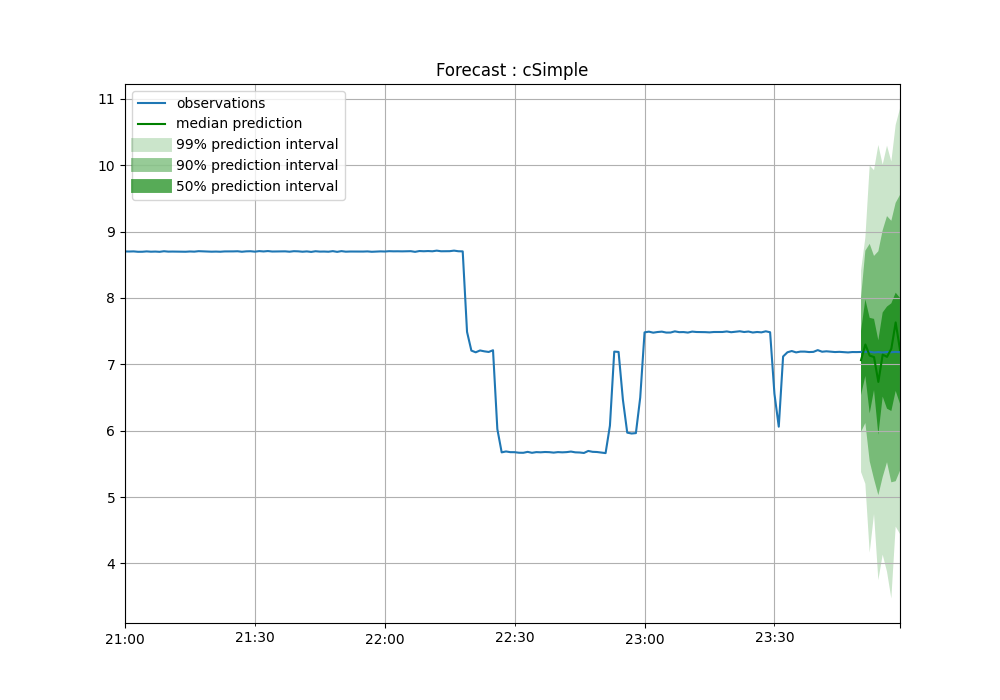 Forecast : cSimple
observations
median prediction
99% prediction interval
90% prediction interval
50% prediction interval
11
10
9
8
7
6
5
4
21:00
21:30
22:00
22:30
23:00
23:30